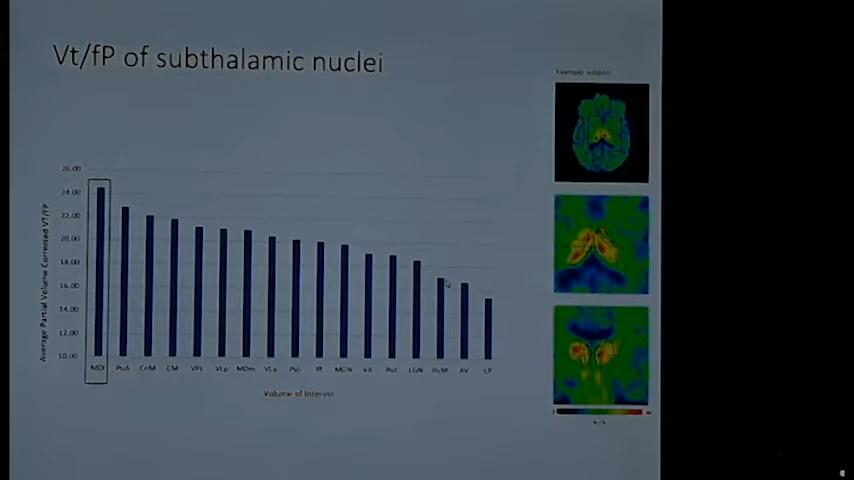 Vt/fP of subthalamic nuclei
Example subject
26.00
24.00
22.00
20.00
18.00
16.00
14.00
12.00
10.00
Average Partial Volume Corrected VT/FP
MDl PuA CeM CM VPL VLp MDm VLa PuI Pf MGN VA PuL LGN PuM AV LP
Volume of Interest